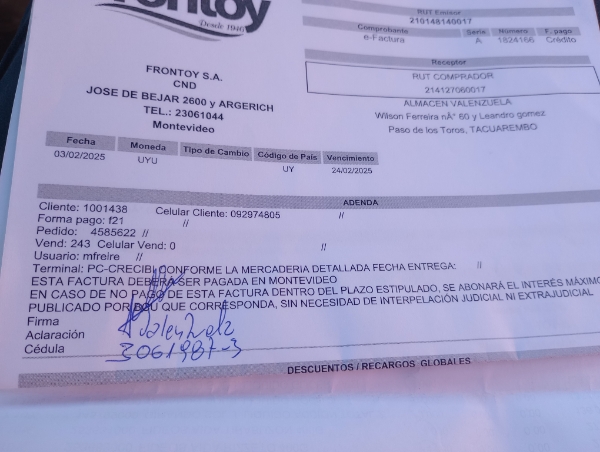 Frontoy
Desde 1946
RUT Emisor
210148140017
Comprobante Serie Número F. pago
e-Factura A 1824166 Crédito
Receptor
RUT COMPRADOR
214127060017
FRONTOY S.A.
CND
JOSE DE BEJAR 2600 y ARGERICH
TEL.: 23061044
Montevideo
ALMACEN VALENZUELA
Wilson Ferreira nÂº 60 y Leandro gomez
Paso de los Toros, TACUAREMBO
Fecha Moneda Tipo de Cambio Código de País Vencimiento
03/02/2025 UYU UY 24/02/2025
ADENDA
Cliente: 1001438 Celular Cliente: 092974805 //
Forma pago: f21 //
Pedido: 4585622 //
Vend: 243 Celular Vend: 0 //
Usuario: mfreire //
Terminal: PC-CRECIBI CONFORME LA MERCADERIA DETALLADA FECHA ENTREGA: //
ESTA FACTURA DEBERÁ SER PAGADA EN MONTEVIDEO
EN CASO DE NO PAGO DE ESTA FACTURA DENTRO DEL PLAZO ESTIPULADO, SE ABONARÁ EL INTERÉS MÁXIMO
PUBLICADO POR BCU QUE CORRESPONDA, SIN NECESIDAD DE INTERPELACIÓN JUDICIAL NI EXTRAJUDICIAL
Firma
Aclaración
Cédula 3061987-3
DESCUENTOS / RECARGOS GLOBALES